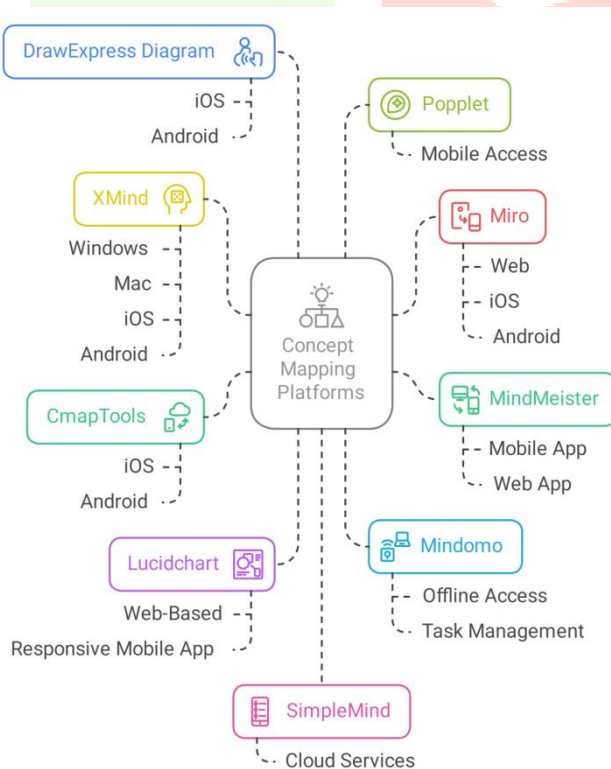 DrawExpress Diagram
iOS
Android
XMind
Windows
Mac
iOS
Android
CmapTools
iOS
Android
Lucidchart
Web-Based
Responsive Mobile App
Concept
Mapping
Platforms
Popplet
Mobile Access
Miro
Web
iOS
Android
MindMeister
Mobile App
Web App
Mindomo
Offline Access
Task Management
SimpleMind
Cloud Services